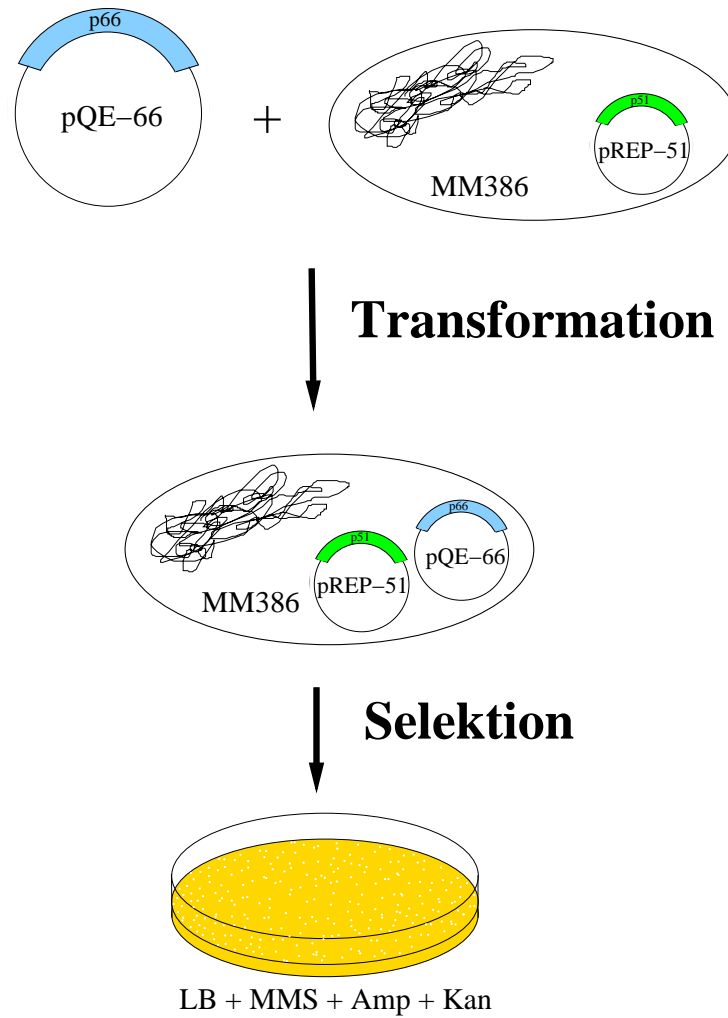 p66
pQE−66
+
p51
pREP−51
MM386
Transformation
p66
p51
pQE−66
pREP−51
MM386
Selektion
LB + MMS + Amp + Kan